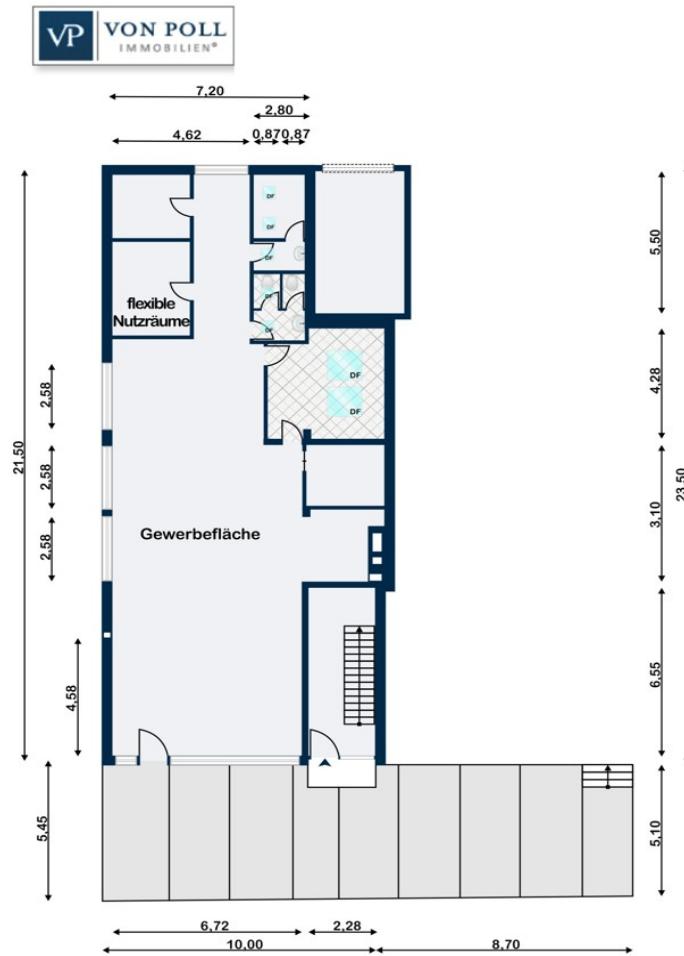 VP VON POLL
IMMOBILIEN®
7,20
2,80
4,62
0,87
0,87
DF
DF
DF
DF
DF
flexible
Nutzräume
DF
DF
Gewerbefläche
21,50
2,58
2,58
2,58
4,58
5,45
5,50
4,28
3,10
23,50
6,55
5,10
6,72
2,28
10,00
8,70